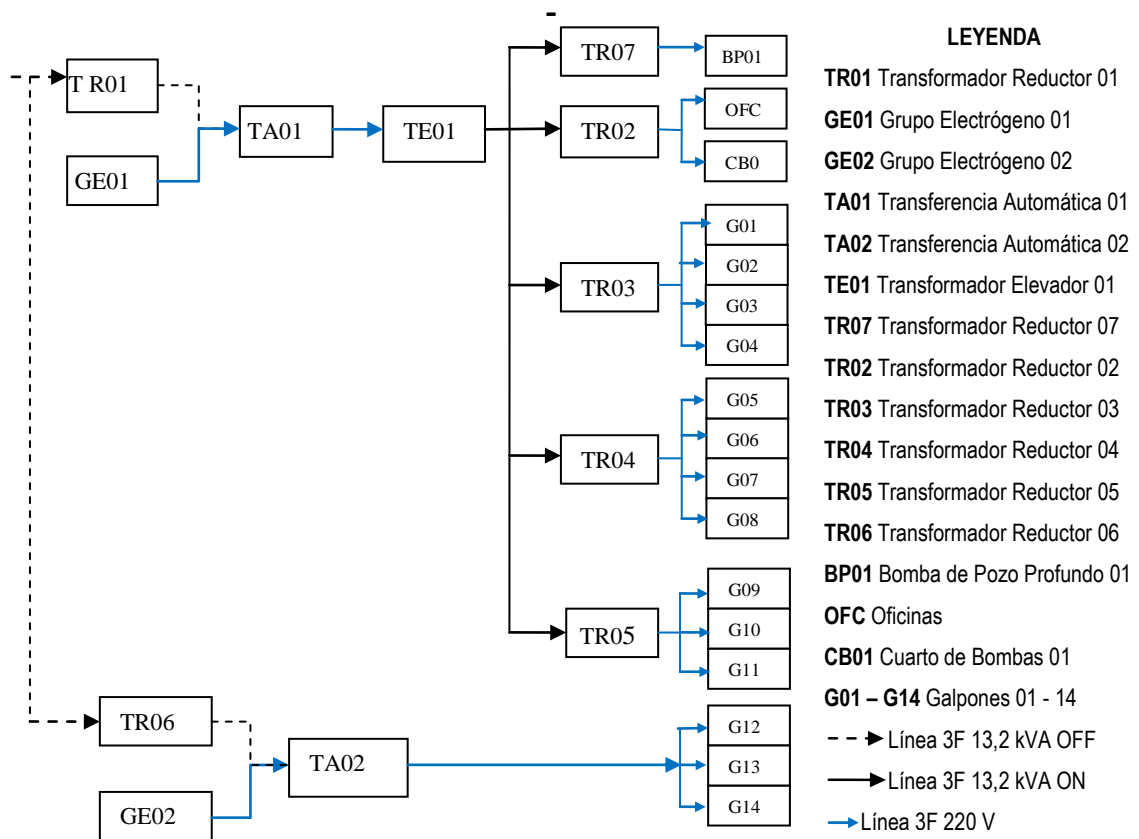 TR07
BP01
T R01
TA01
TE01
TR02
OFC
CB0
GE01
TR03
G01
G02
G03
G04
TR04
G05
G06
G07
G08
TR05
G09
G10
G11
TR06
TA02
G12
G13
G14
GE02
LEYENDA
TR01 Transformador Reductor 01
GE01 Grupo Electrógeno 01
GE02 Grupo Electrógeno 02
TA01 Transferencia Automática 01
TA02 Transferencia Automática 02
TE01 Transformador Elevador 01
TR07 Transformador Reductor 07
TR02 Transformador Reductor 02
TR03 Transformador Reductor 03
TR04 Transformador Reductor 04
TR05 Transformador Reductor 05
TR06 Transformador Reductor 06
BP01 Bomba de Pozo Profundo 01
OFC Oficinas
CB01 Cuarto de Bombas 01
G01 – G14 Galpones 01 - 14
Línea 3F 13,2 kVA OFF
Línea 3F 13,2 kVA ON
Línea 3F 220 V